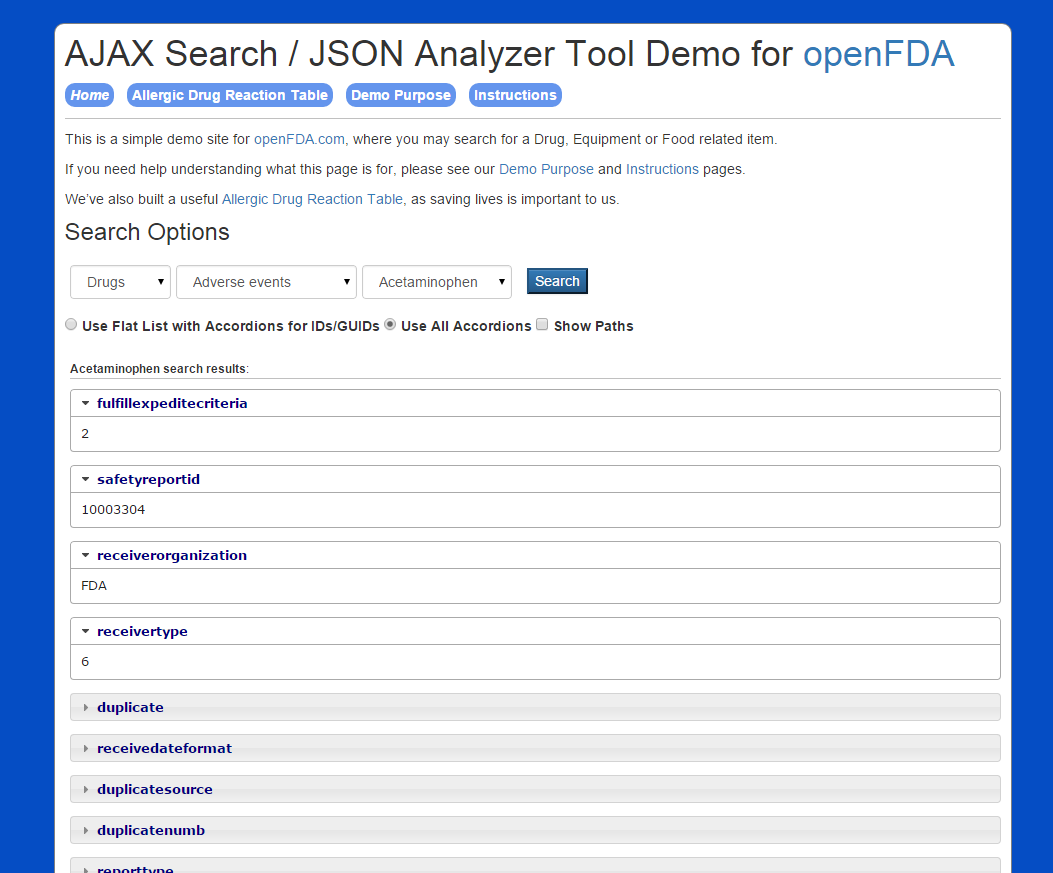 AJAX Search / JSON Analyzer Tool Demo for openFDA
Home Allergic Drug Reaction Table Demo Purpose Instructions
This is a simple demo site for openFDA.com, where you may search for a Drug, Equipment or Food related item.
If you need help understanding what this page is for, please see our Demo Purpose and Instructions pages.
We've also built a useful Allergic Drug Reaction Table, as saving lives is important to us.
Search Options
Drugs Adverse events Acetaminophen Search
Use Flat List with Accordions for IDs/GUIDs Use All Accordions Show Paths
Acetaminophen search results:
fulfillexpeditecriteria
2
safetyreportid
10003304
receiverorganization
FDA
receivertype
6
duplicate
receivedateformat
duplicatesource
duplicatenumb
reporttype